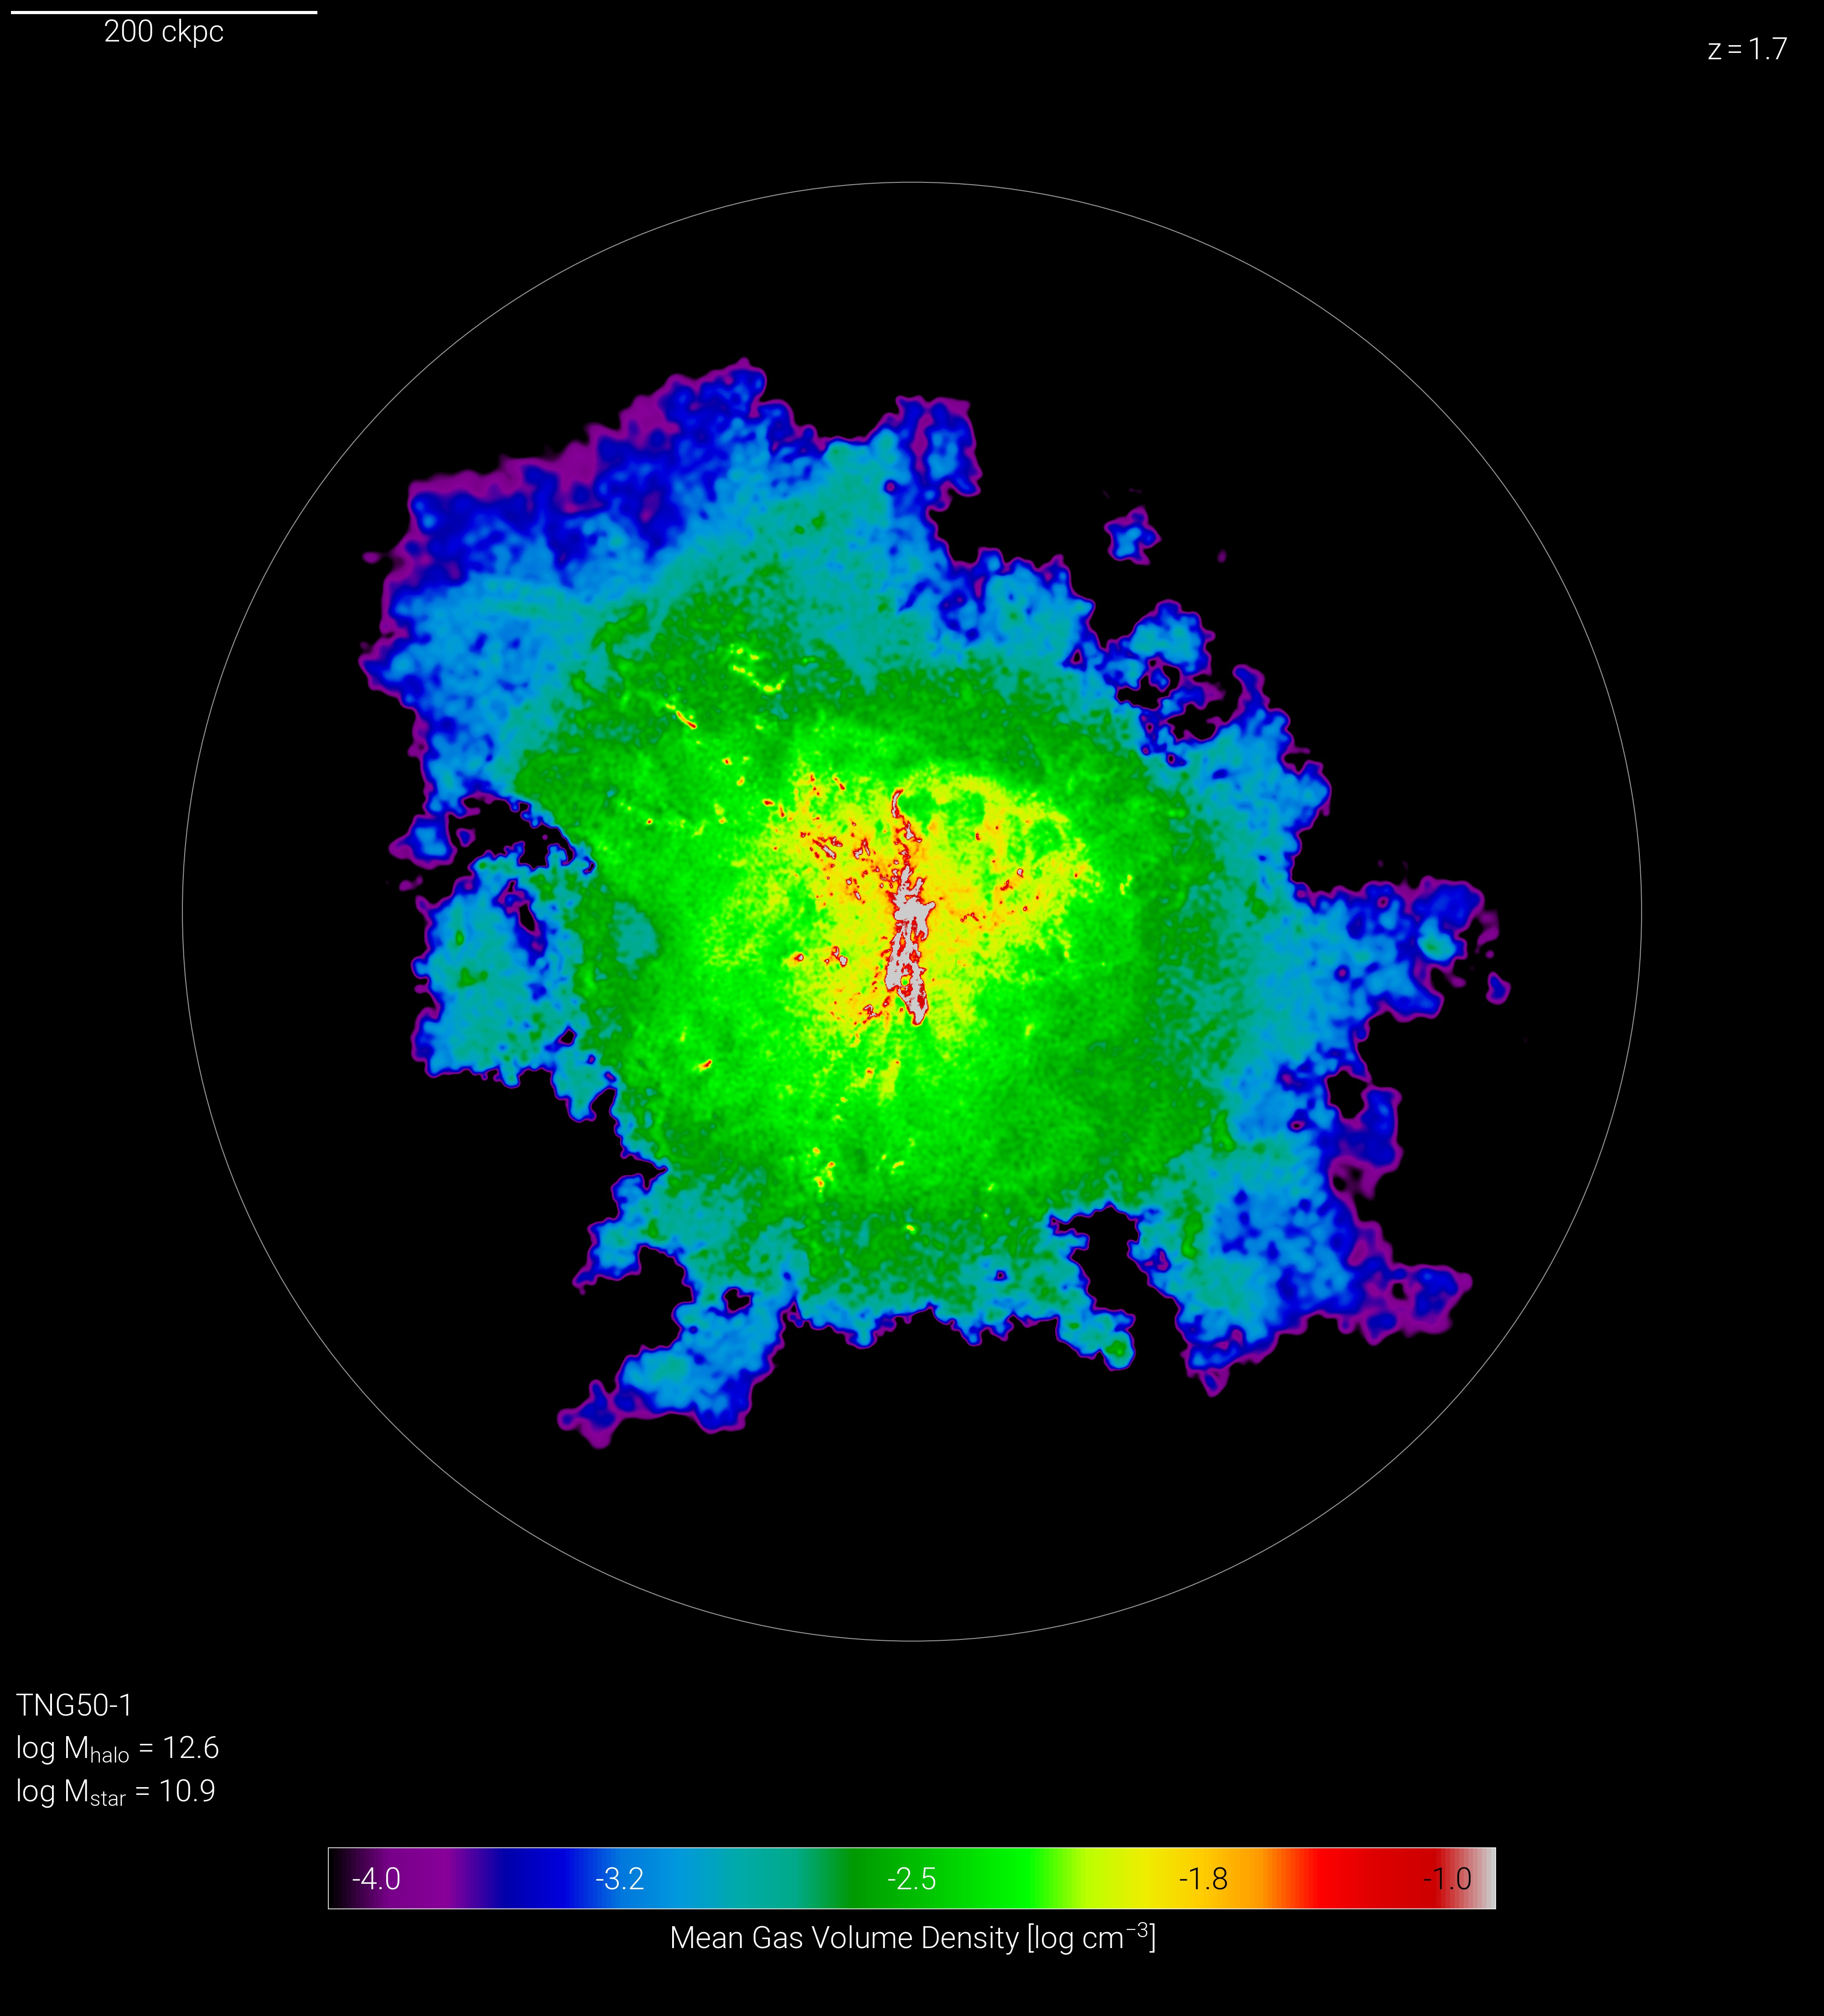 200 ckpc
z = 1.7
TNG50-1
log Mhalo = 12.6
log Mstar = 10.9
-4.0 -3.2 -2.5 -1.8 -1.0
Mean Gas Volume Density [log cm⁻³]